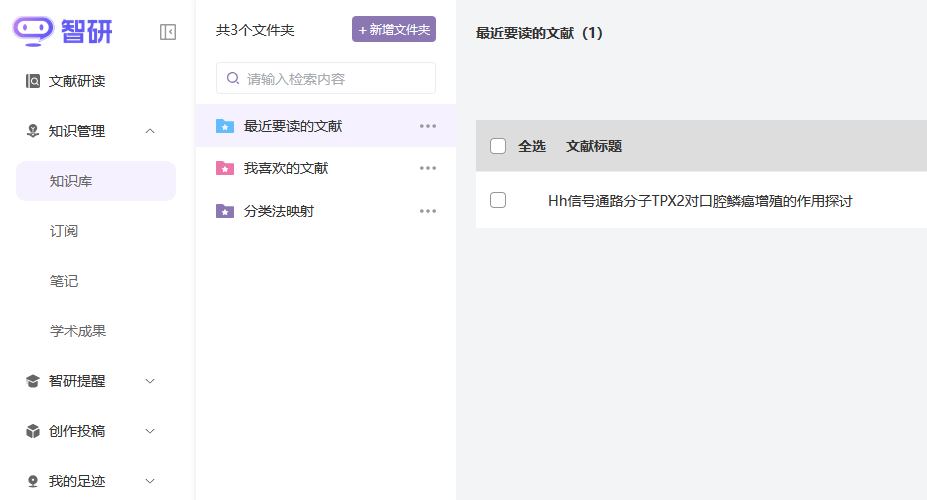 智研
文献研读
知识管理
知识库
订阅
笔记
学术成果
智研提醒
创作投稿
我的足迹
共3个文件夹
+ 新增文件夹
请输入检索内容
最近要读的文献
我喜欢的文献
分类法映射
最近要读的文献（1）
全选 文献标题
Hh信号通路分子TPX2对口腔鳞癌增殖的作用探讨